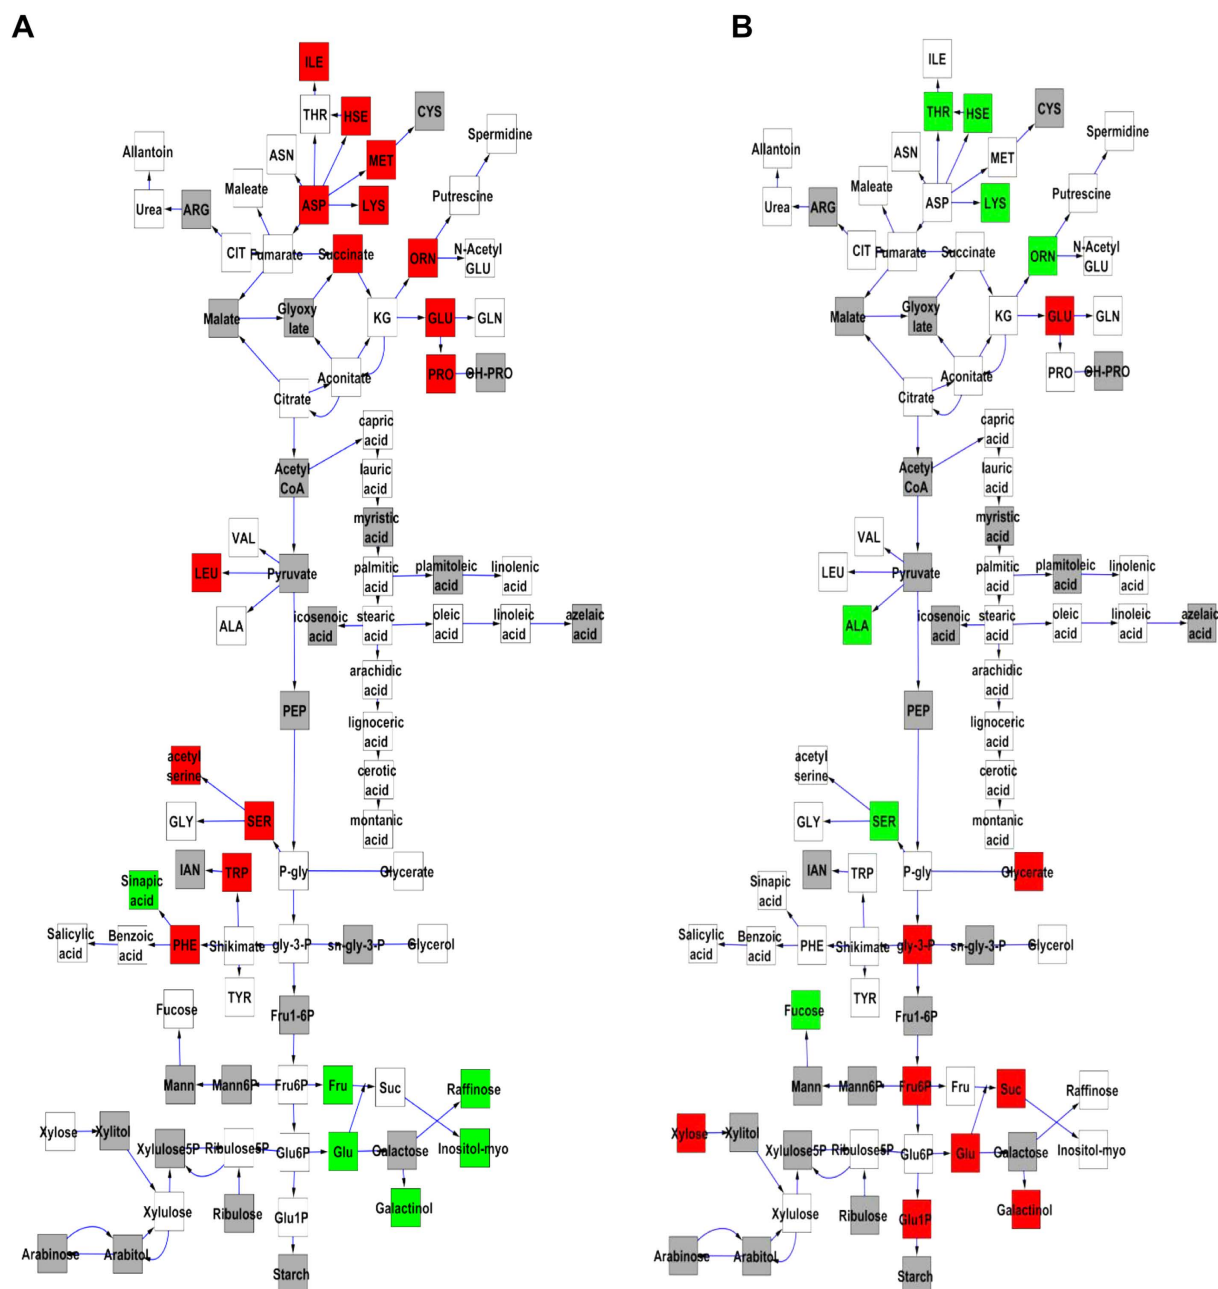 A
ILE
THR
HSE
CYS
ASN
MET
Spermidine
Allantoin
Maleate
ASP
LYS
Putrescine
Urea
ARG
CIT
Fumarate
Succinate
ORN
N-Acetyl
GLU
Malate
Glyoxy
late
KG
GLU
GLN
Aconitate
PRO
OH-PRO
Citrate
capric
acid
Acetyl
CoA
lauric
acid
myristic
acid
VAL
LEU
Pyruvate
palmitic
acid
plamitoleic
acid
linolenic
acid
ALA
icosenoic
acid
stearic
acid
oleic
acid
linoleic
acid
azelaic
acid
arachidic
acid
PEP
lignoceric
acid
acetyl
serine
cerotic
acid
GLY
SER
montanic
acid
IAN
TRP
P-gly
Glycerate
Sinapic
acid
Salicylic
acid
Benzoic
acid
PHE
Shikimate
gly-3-P
sn-gly-3-P
Glycerol
TYR
Fucose
Fru1-6P
Mann
Mann6P
Fru6P
Fru
Suc
Raffinose
Xylose
Xylitol
Xylulose5P
Ribulose5P
Glu6P
Glu
Galactose
Inositol-myo
Xylulose
Ribulose
Glu1P
Galactinol
Arabinose
Arabitol
Starch
B
ILE
THR
HSE
CYS
ASN
MET
Spermidine
Allantoin
Maleate
ASP
LYS
Putrescine
Urea
ARG
CIT
Fumarate
Succinate
ORN
N-Acetyl
GLU
Malate
Glyoxy
late
KG
GLU
GLN
Aconitate
PRO
OH-PRO
Citrate
capric
acid
Acetyl
CoA
lauric
acid
myristic
acid
VAL
LEU
Pyruvate
palmitic
acid
plamitoleic
acid
linolenic
acid
ALA
icosenoic
acid
stearic
acid
oleic
acid
linoleic
acid
azelaic
acid
arachidic
acid
PEP
lignoceric
acid
acetyl
serine
cerotic
acid
GLY
SER
montanic
acid
IAN
TRP
P-gly
Glycerate
Sinapic
acid
Salicylic
acid
Benzoic
acid
PHE
Shikimate
gly-3-P
sn-gly-3-P
Glycerol
TYR
Fucose
Fru1-6P
Mann
Mann6P
Fru6P
Fru
Suc
Raffinose
Xylose
Xylitol
Xylulose5P
Ribulose5P
Glu6P
Glu
Galactose
Inositol-myo
Xylulose
Ribulose
Glu1P
Galactinol
Arabinose
Arabitol
Starch